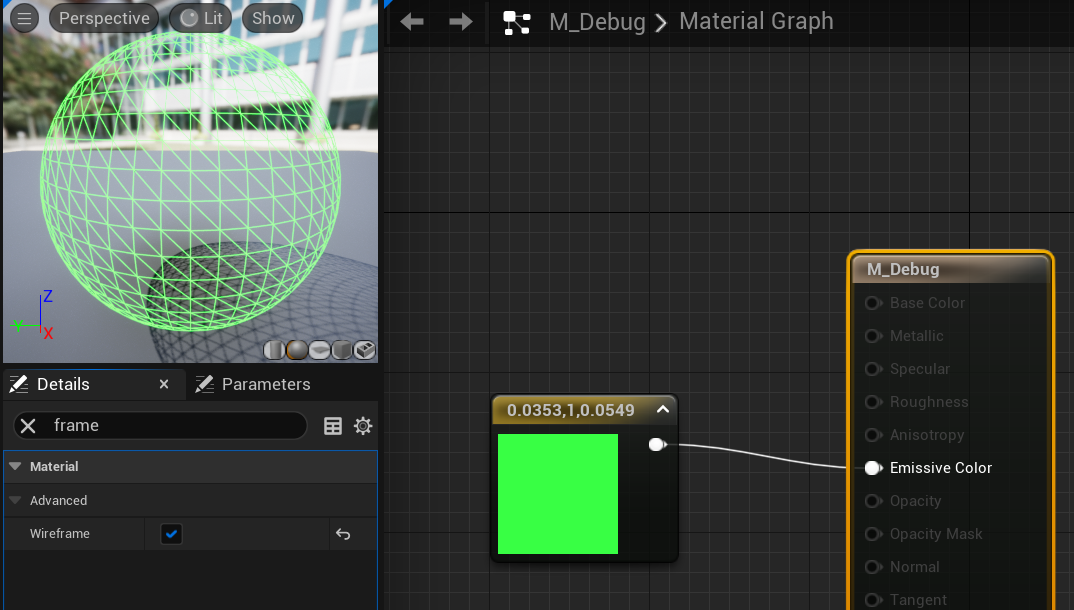 Perspective
Lit
Show
M_Debug
Material Graph
Z
Y
X
Details
Parameters
frame
Material
Advanced
Wireframe
0.0353,1,0.0549
M_Debug
Base Color
Metallic
Specular
Roughness
Anisotropy
Emissive Color
Opacity
Opacity Mask
Normal
Tangent